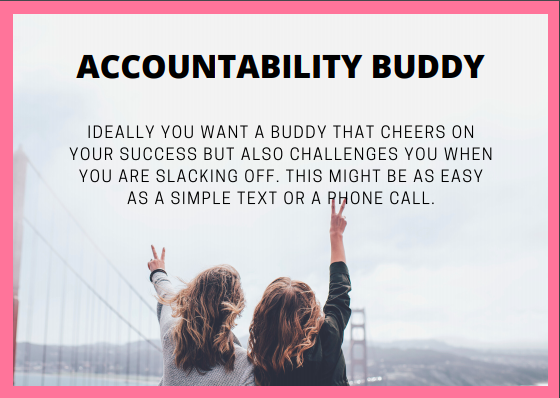 ACCOUNTABILITY BUDDY
IDEALLY YOU WANT A BUDDY THAT CHEERS ON
YOUR SUCCESS BUT ALSO CHALLENGES YOU WHEN
YOU ARE SLACKING OFF. THIS MIGHT BE AS EASY
AS A SIMPLE TEXT OR A PHONE CALL.